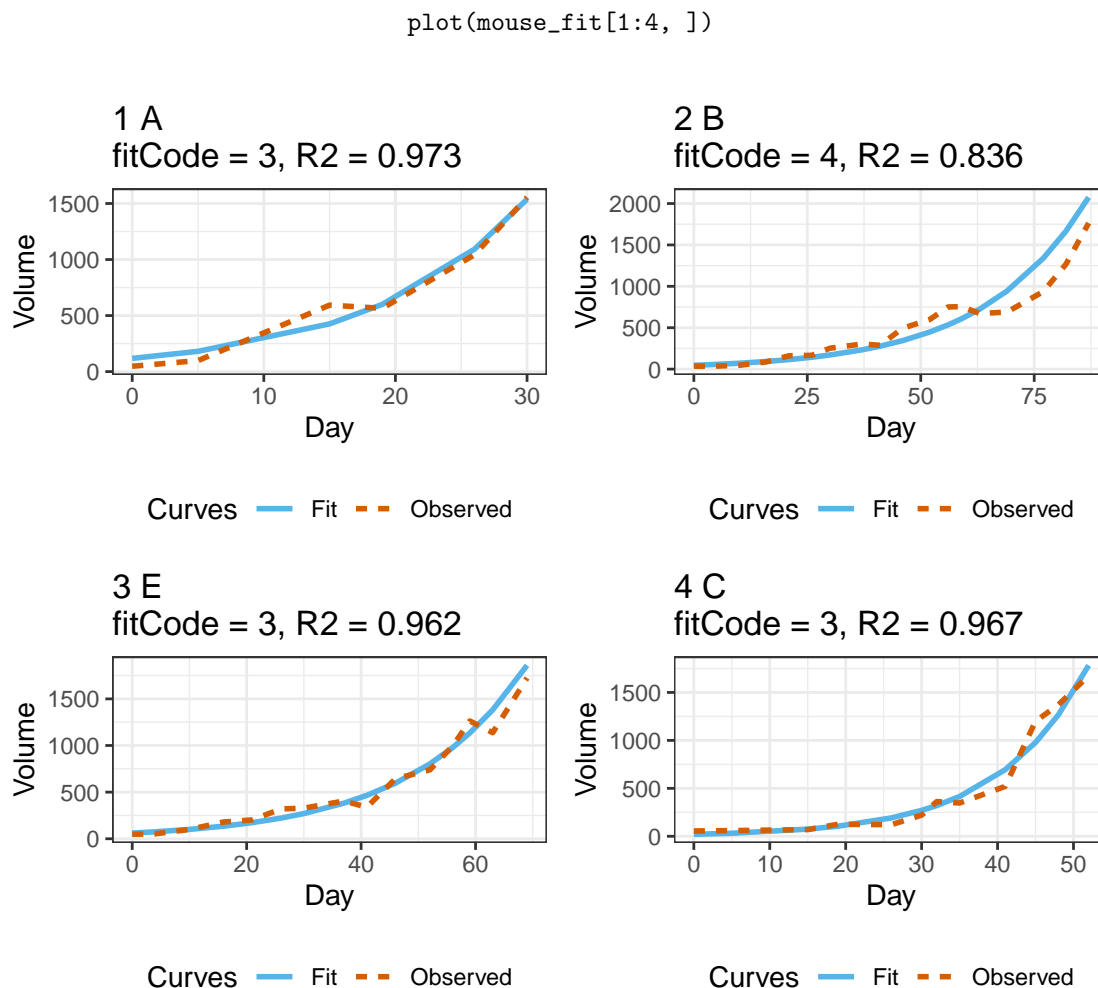 plot(mouse_fit[1:4, ])
1 A
fitCode = 3, R2 = 0.973
1500
1000
500
0
Volume
0 10 20 30
Day
Curves Fit Observed
2 B
fitCode = 4, R2 = 0.836
2000
1500
1000
500
0
Volume
0 25 50 75
Day
Curves Fit Observed
3 E
fitCode = 3, R2 = 0.962
1500
1000
500
0
Volume
0 20 40 60
Day
Curves Fit Observed
4 C
fitCode = 3, R2 = 0.967
1500
1000
500
0
Volume
0 10 20 30 40 50
Day
Curves Fit Observed